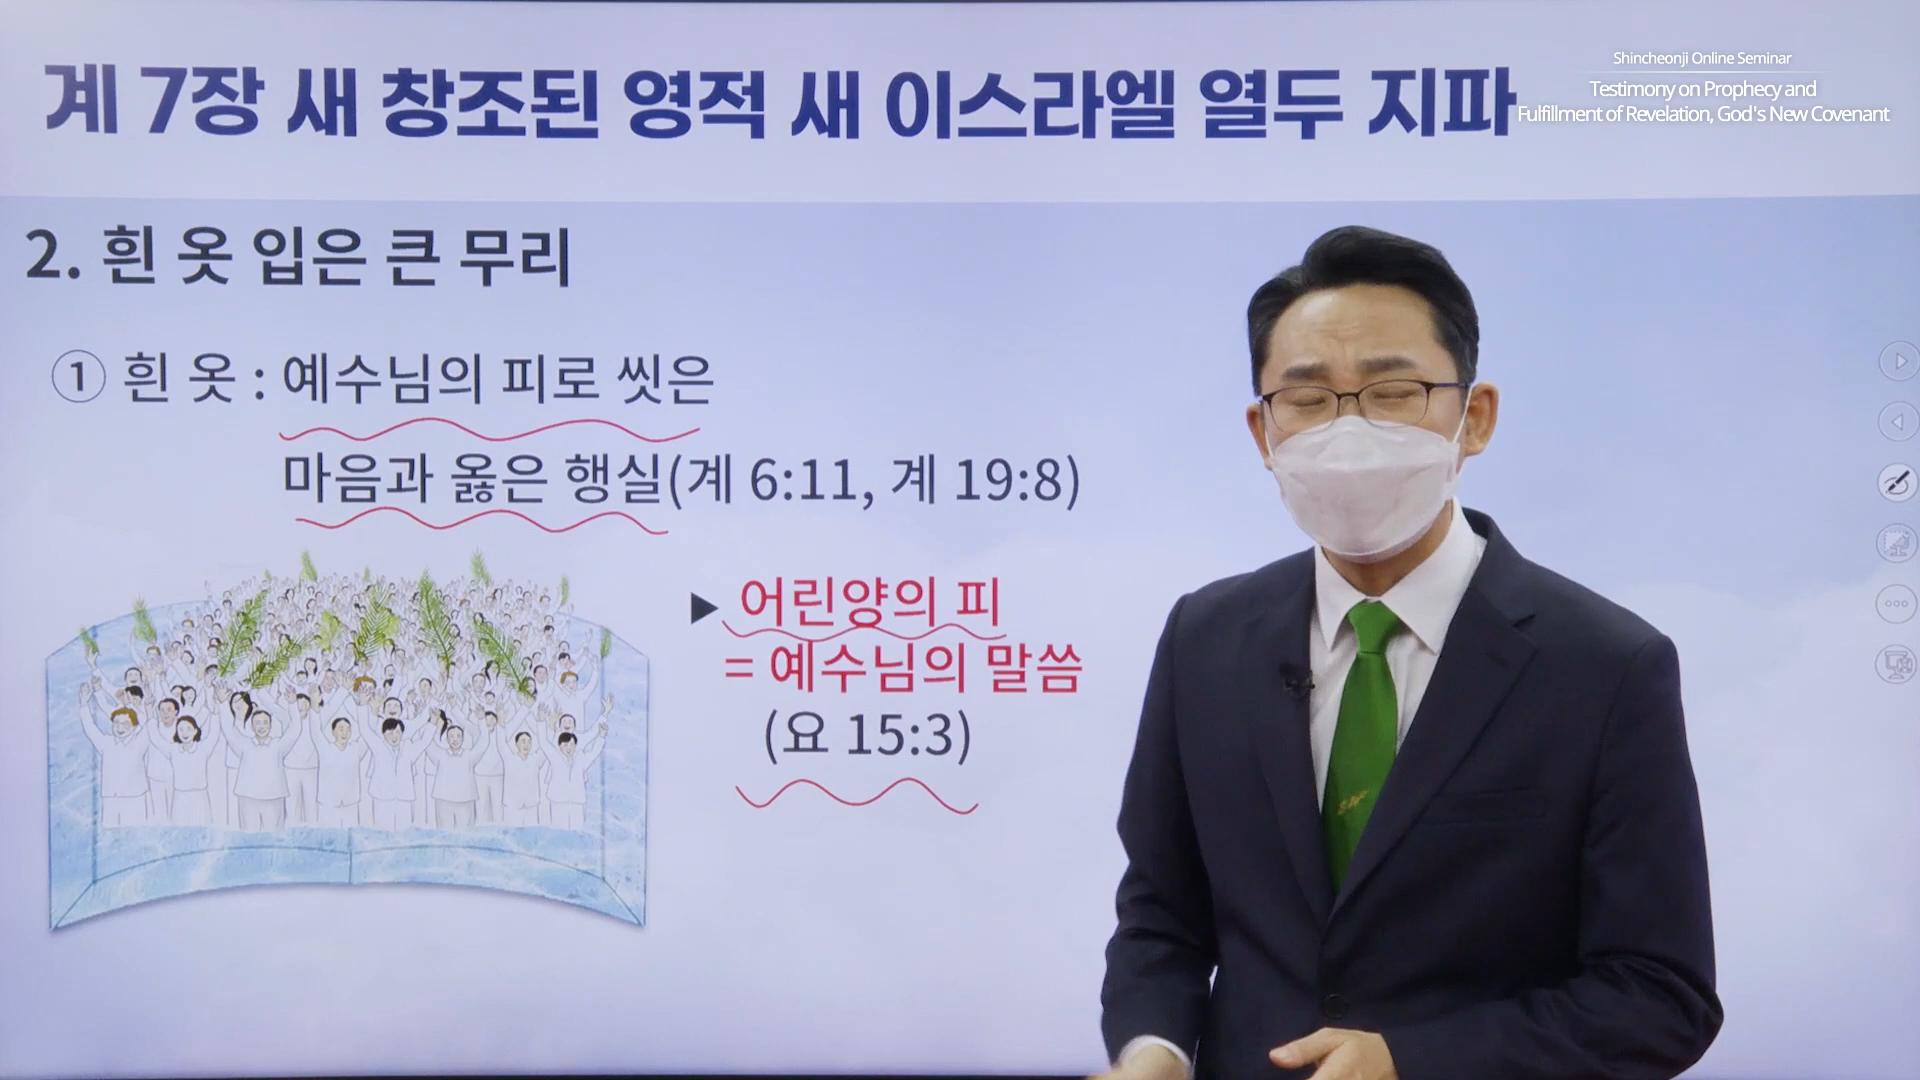 계 7장 새 창조된 영적 새 이스라엘 열두 지파
Shincheonji Online Seminar
Testimony on Prophecy and
Fulfillment of Revelation, God's New Covenant
2. 흰 옷 입은 큰 무리
① 흰 옷 : 예수님의 피로 씻은
마음과 옳은 행실(계 6:11, 계 19:8)
▶ 어린양의 피
= 예수님의 말씀
(요 15:3)